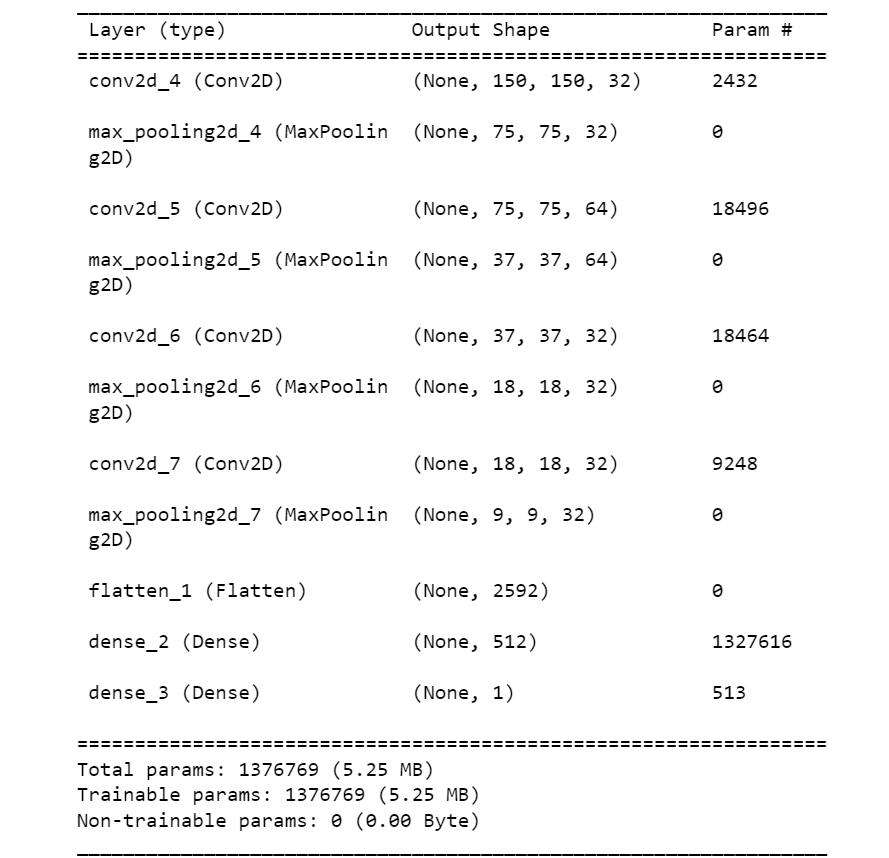 Layer (type) Output Shape Param #
=================================================================
conv2d_4 (Conv2D) (None, 150, 150, 32) 2432
max_pooling2d_4 (MaxPoolin (None, 75, 75, 32) 0
g2D)
conv2d_5 (Conv2D) (None, 75, 75, 64) 18496
max_pooling2d_5 (MaxPoolin (None, 37, 37, 64) 0
g2D)
conv2d_6 (Conv2D) (None, 37, 37, 32) 18464
max_pooling2d_6 (MaxPoolin (None, 18, 18, 32) 0
g2D)
conv2d_7 (Conv2D) (None, 18, 18, 32) 9248
max_pooling2d_7 (MaxPoolin (None, 9, 9, 32) 0
g2D)
flatten_1 (Flatten) (None, 2592) 0
dense_2 (Dense) (None, 512) 1327616
dense_3 (Dense) (None, 1) 513
=================================================================
Total params: 1376769 (5.25 MB)
Trainable params: 1376769 (5.25 MB)
Non-trainable params: 0 (0.00 Byte)